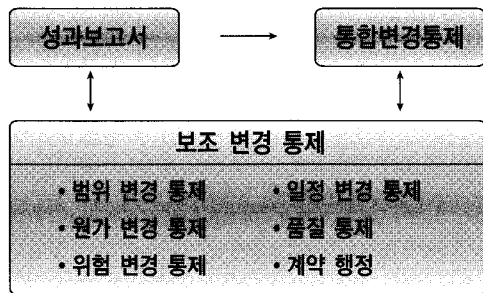 성과보고서
통합변경통제
보조 변경 통제
• 범위 변경 통제
• 일정 변경 통제
• 원가 변경 통제
• 품질 통제
• 위험 변경 통제
• 계약 행정